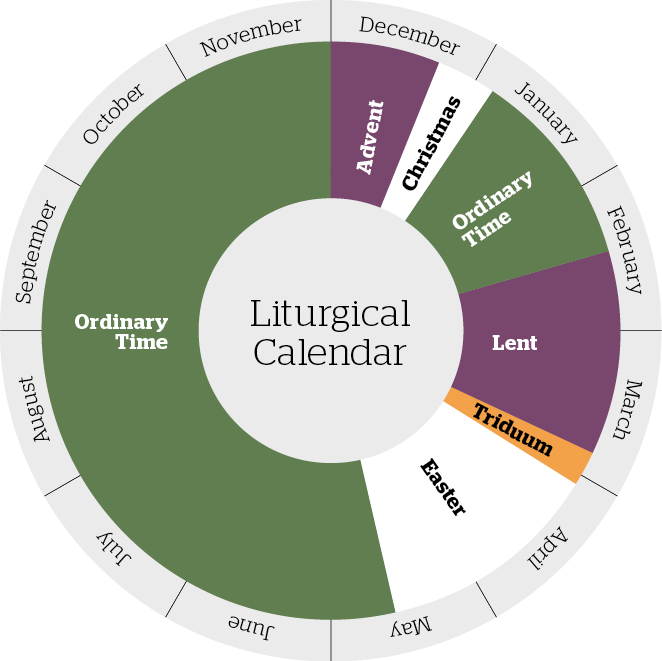 Liturgical
Calendar
December
January
February
March
April
May
June
July
August
September
October
November
Advent
Christmas
Ordinary
Time
Lent
Triduum
Easter
Ordinary
Time